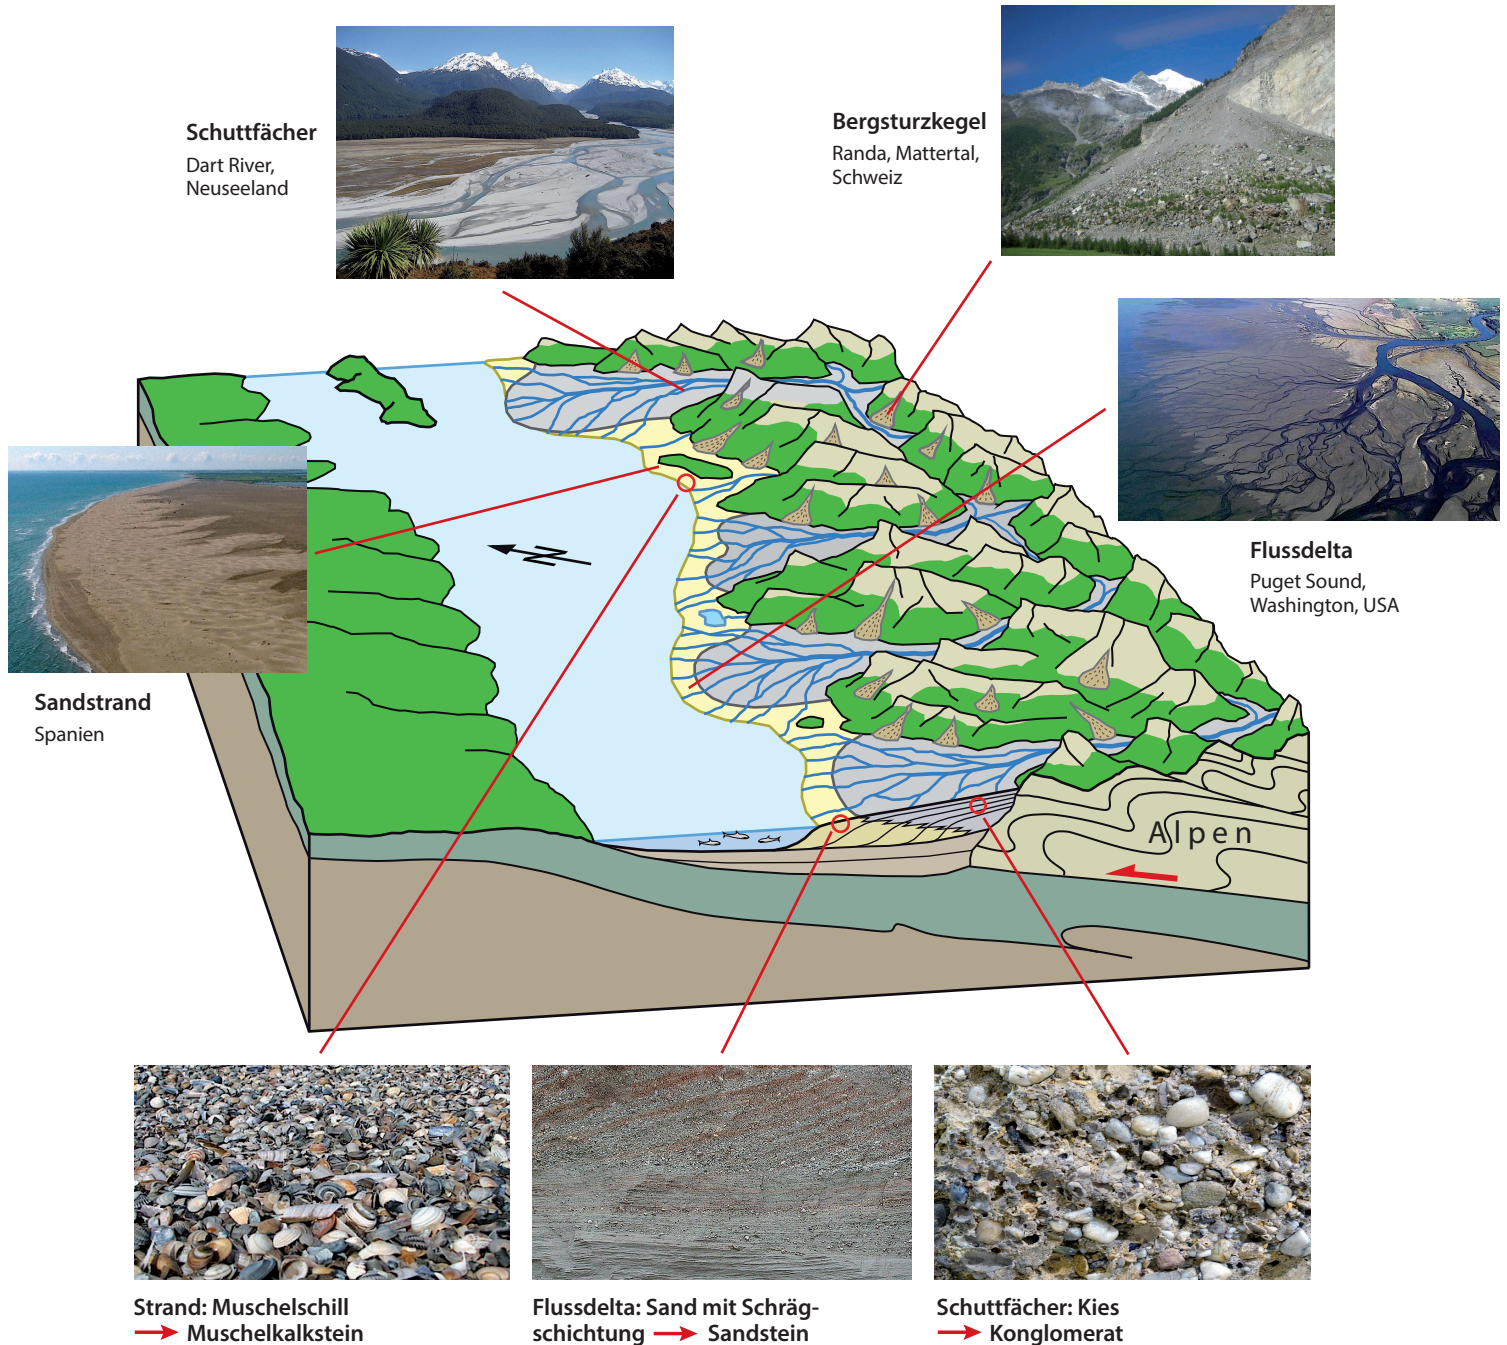 Schuttfächer
Dart River,
Neuseeland
Bergsturzkegel
Randa, Mattertal,
Schweiz
Flussdelta
Puget Sound,
Washington, USA
Sandstrand
Spanien
N
Alpen
Strand: Muschelschill
→ Muschelkalkstein
Flussdelta: Sand mit Schräg-
schichtung → Sandstein
Schuttfächer: Kies
→ Konglomerat